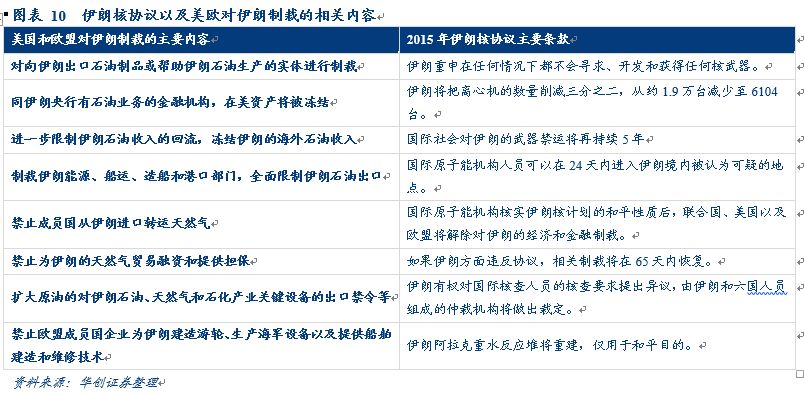 图表 10 伊朗核协议以及美欧对伊朗制裁的相关内容
美国和欧盟对伊朗制裁的主要内容
2015 年伊朗核协议主要条款
对向伊朗出口石油制品或帮助伊朗石油生产的实体进行制裁
伊朗重申在任何情况下都不会寻求、开发和获得任何核武器。
同伊朗央行有石油业务的金融机构，在美资产将被冻结
伊朗将把离心机的数量削减三分之二，从约 1.9 万台减少至 6104
台。
进一步限制伊朗石油收入的回流，冻结伊朗的海外石油收入
国际社会对伊朗的武器禁运将再持续 5 年
制裁伊朗能源、船运、造船和港口部门，全面限制伊朗石油出口
国际原子能机构人员可以在 24 天内进入伊朗境内被认为可疑的地
点。
禁止成员国从伊朗进口转运天然气
国际原子能机构核实伊朗核计划的和平性质后，联合国、美国以及
欧盟将解除对伊朗的经济和金融制裁。
禁止为伊朗的天然气贸易融资和提供担保
如果伊朗方面违反协议，相关制裁将在 65 天内恢复。
扩大原油的对伊朗石油、天然气和石化产业关键设备的出口禁令等
伊朗有权对国际核查人员的核查要求提出异议，由伊朗和六国人员
组成的仲裁机构将做出裁定。
禁止欧盟成员国企业为伊朗建造游轮、生产海军设备以及提供船舶
建造和维修技术
伊朗阿拉克重水反应堆将重建，仅用于和平目的。
资料来源：华创证券整理